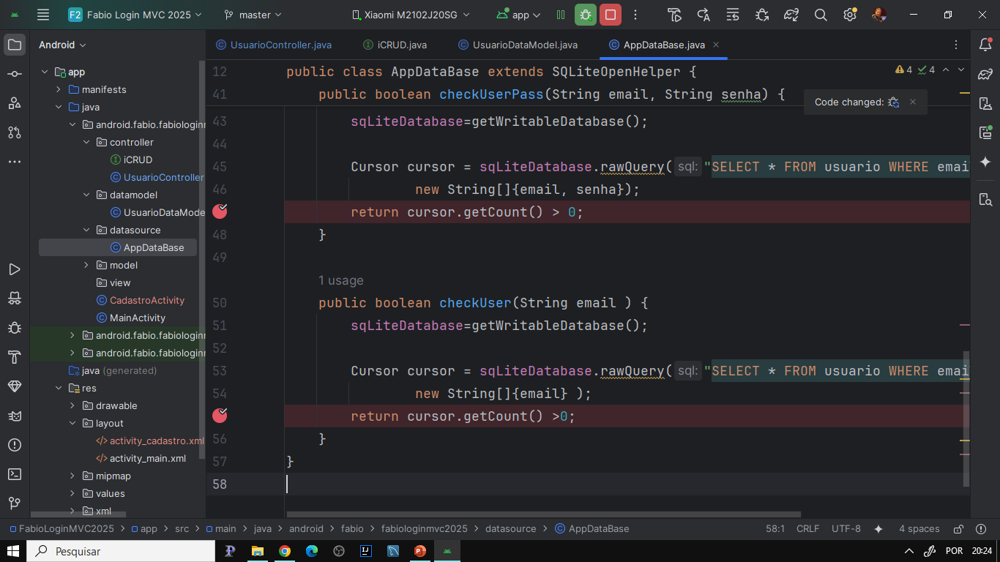 F2 Fabio Login MVC 2025
master
Xiaomi M2102J20SG
app
Android
UsuarioController.java
iCRUD.java
UsuarioDataModel.java
AppDataBase.java
app
manifests
java
android.fabio.fabiologinr
controller
iCRUD
UsuarioController
datamodel
UsuarioDataMode
datasource
AppDataBase
model
view
CadastroActivity
MainActivity
android.fabio.fabiologinr
android.fabio.fabiologinr
java (generated)
res
drawable
layout
activity_cadastro.xml
activity_main.xml
mipmap
values
xml
12 public class AppDataBase extends SQLiteOpenHelper {
4 4
41 public boolean checkUserPass(String email, String senha) {
Code changed:
43 sqLiteDatabase=getWritableDatabase();
44
45 Cursor cursor = sqLiteDatabase.rawQuery( sql: "SELECT * FROM usuario WHERE emai
46 new String[]{email, senha});
return cursor.getCount() > 0;
48 }
49
1 usage
50 public boolean checkUser(String email ) {
51 sqLiteDatabase=getWritableDatabase();
52
53 Cursor cursor = sqLiteDatabase.rawQuery( sql: "SELECT * FROM usuario WHERE emai
54 new String[]{email} );
return cursor.getCount() >0;
56 }
57 }
58
FabioLoginMVC2025 > app > src > main > java > android > fabio > fabiologinmvc2025 > datasource > AppDataBase
58:1 CRLF UTF-8 4 spaces
Pesquisar
POR 20:24